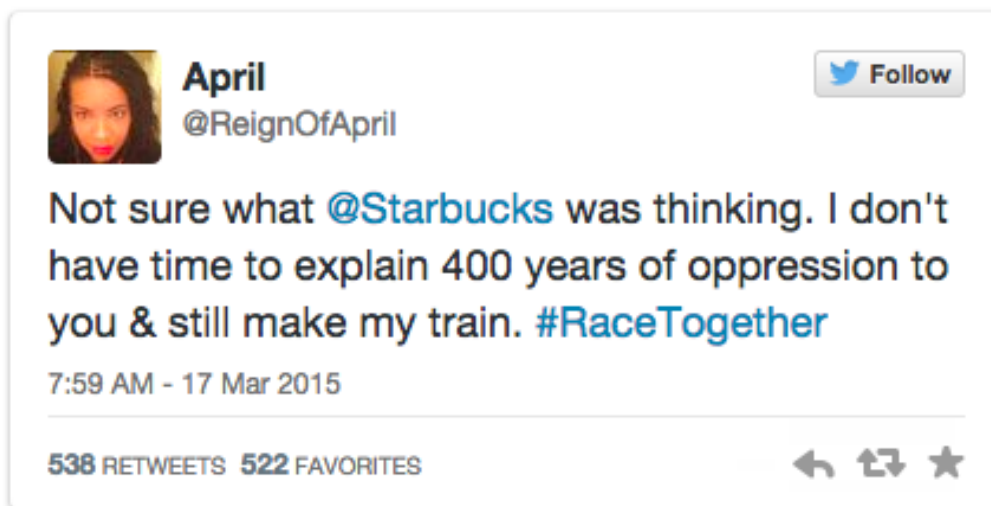 April
Follow
@ReignOfApril
Not sure what @Starbucks was thinking. I don't
have time to explain 400 years of oppression to
you & still make my train. #RaceTogether
7:59 AM - 17 Mar 2015
538 RETWEETS 522 FAVORITES